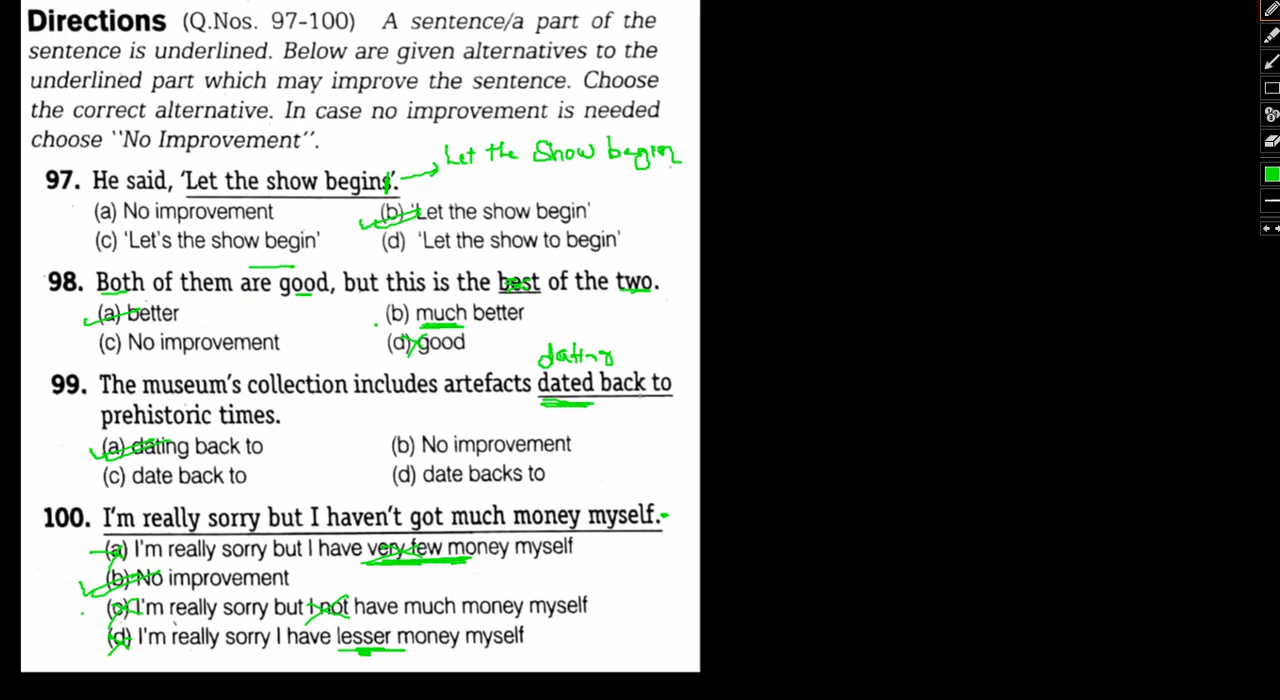 Directions (Q.Nos. 97-100) A sentence/a part of the
sentence is underlined. Below are given alternatives to the
underlined part which may improve the sentence. Choose
the correct alternative. In case no improvement is needed
choose "No Improvement".
Let the Show begin
97. He said, 'Let the show begins'.
(a) No improvement (b) 'Let the show begin'
(c) 'Let's the show begin' (d) 'Let the show to begin'
98. Both of them are good, but this is the best of the two.
(a) better (b) much better
(c) No improvement (d) good
dating
99. The museum's collection includes artefacts dated back to
prehistoric times.
(a) dating back to (b) No improvement
(c) date back to (d) date backs to
100. I'm really sorry but I haven't got much money myself.
(a) I'm really sorry but I have very few money myself
(b) No improvement
(c) I'm really sorry but I not have much money myself
(d) I'm really sorry I have lesser money myself